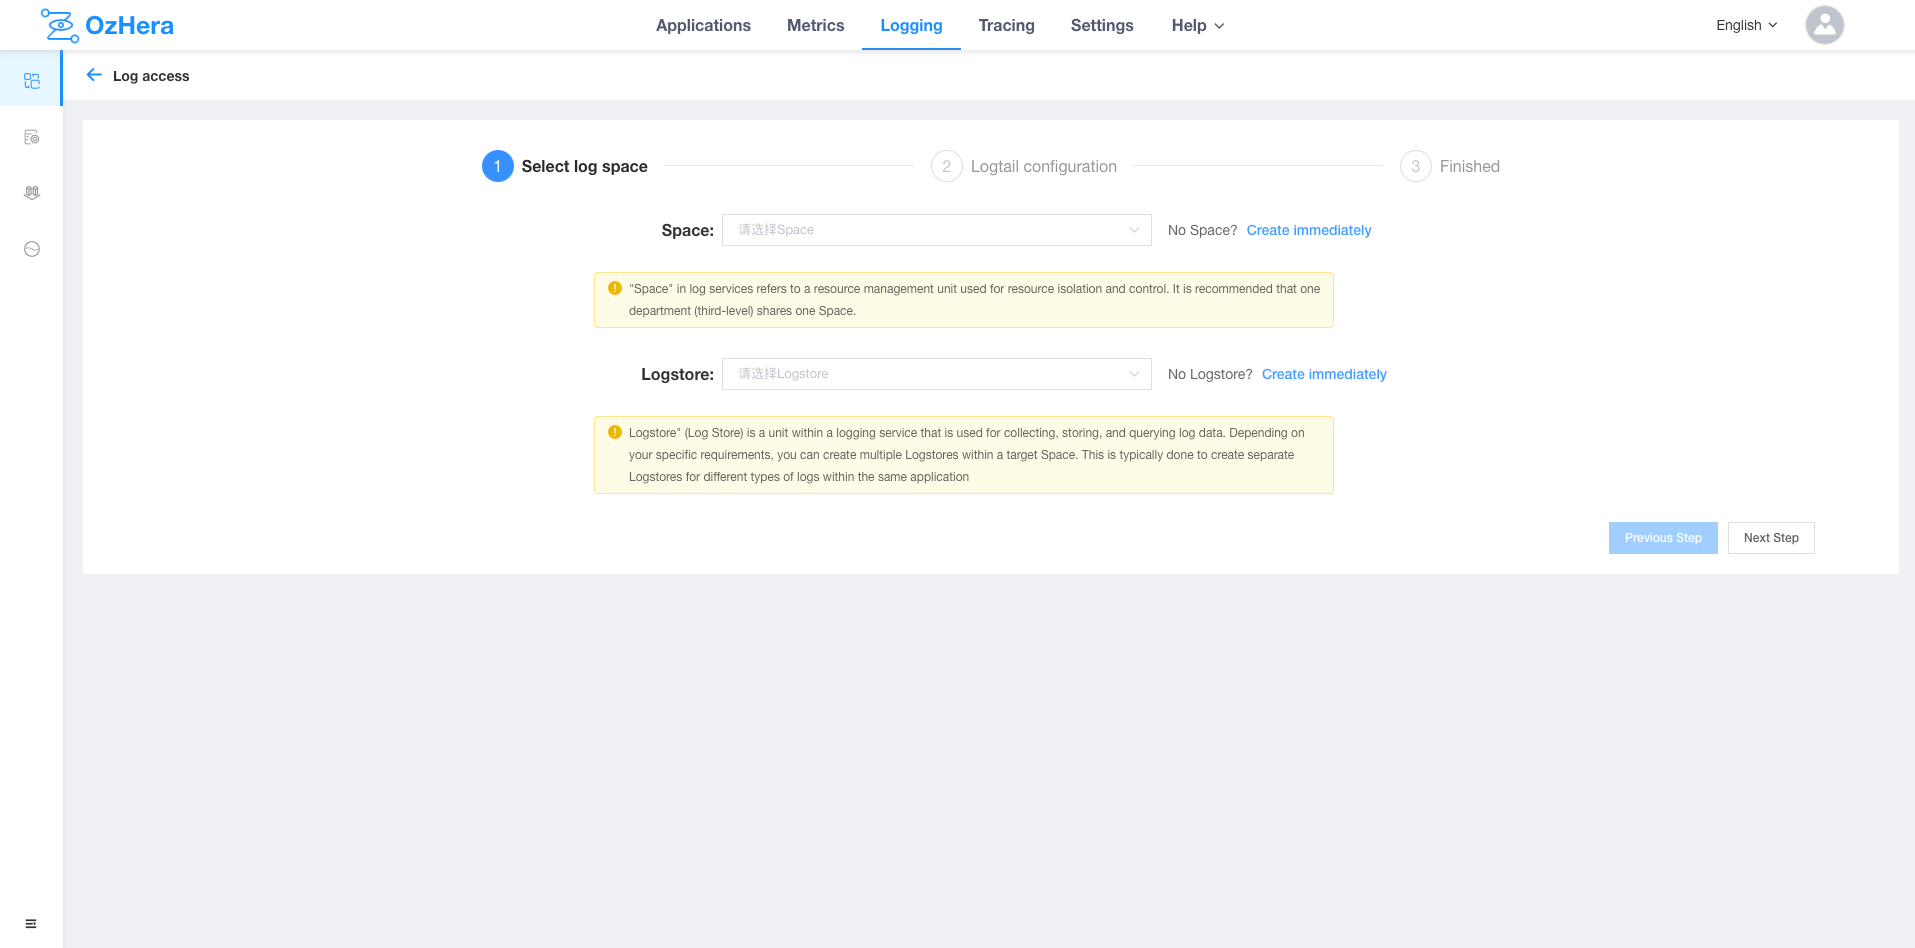 OzHera
Applications Metrics Logging Tracing Settings Help
English
Log access
1 Select log space 2 Logtail configuration 3 Finished
Space: 请选择Space No Space? Create immediately
"Space" in log services refers to a resource management unit used for resource isolation and control. It is recommended that one
department (third-level) shares one Space.
Logstore: 请选择Logstore No Logstore? Create immediately
Logstore" (Log Store) is a unit within a logging service that is used for collecting, storing, and querying log data. Depending on
your specific requirements, you can create multiple Logstores within a target Space. This is typically done to create separate
Logstores for different types of logs within the same application
Previous Step Next Step